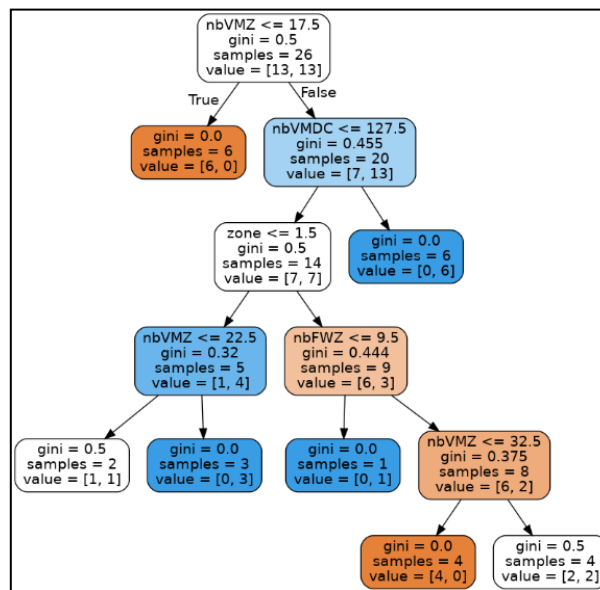 nbVMZ <= 17.5
gini = 0.5
samples = 26
value = [13, 13]
True
False
gini = 0.0
samples = 6
value = [6, 0]
nbVMDC <= 127.5
gini = 0.455
samples = 20
value = [7, 13]
zone <= 1.5
gini = 0.5
samples = 14
value = [7, 7]
gini = 0.0
samples = 6
value = [0, 6]
nbVMZ <= 22.5
gini = 0.32
samples = 5
value = [1, 4]
nbFWZ <= 9.5
gini = 0.444
samples = 9
value = [6, 3]
gini = 0.5
samples = 2
value = [1, 1]
gini = 0.0
samples = 3
value = [0, 3]
gini = 0.0
samples = 1
value = [0, 1]
nbVMZ <= 32.5
gini = 0.375
samples = 8
value = [6, 2]
gini = 0.0
samples = 4
value = [4, 0]
gini = 0.5
samples = 4
value = [2, 2]